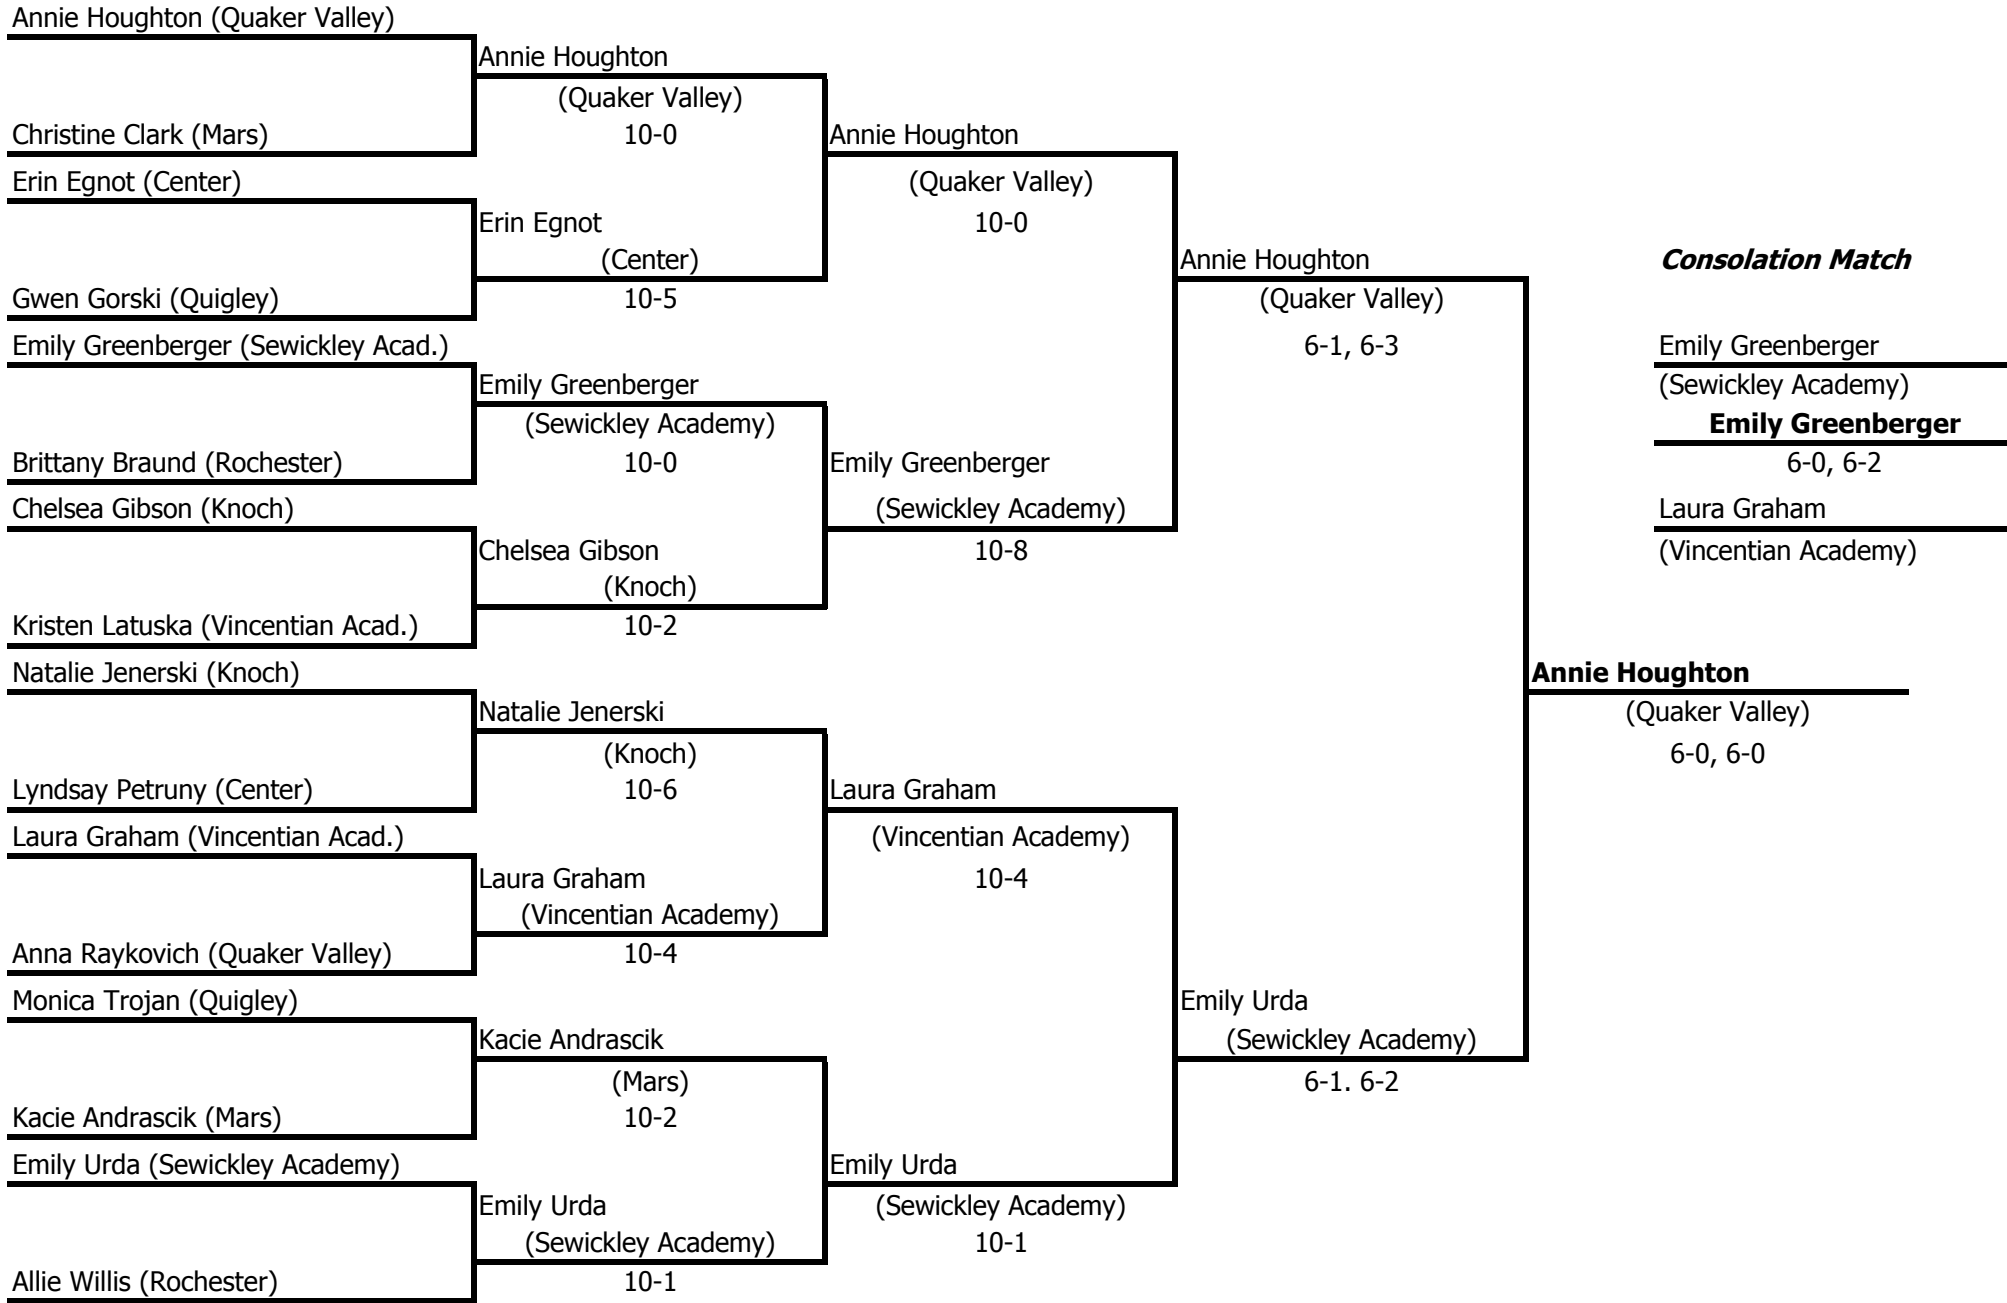 Annie Houghton (Quaker Valley)
Annie Houghton
(Quaker Valley)
Christine Clark (Mars)
10-0
Annie Houghton
Erin Egnot (Center)
(Quaker Valley)
Erin Egnot
10-0
(Center)
Annie Houghton
Consolation Match
Gwen Gorski (Quigley)
10-5
(Quaker Valley)
Emily Greenberger (Sewickley Acad.)
6-1, 6-3
Emily Greenberger
Emily Greenberger
(Sewickley Academy)
(Sewickley Academy)
Emily Greenberger
Brittany Braund (Rochester)
10-0
Emily Greenberger
6-0, 6-2
Chelsea Gibson (Knoch)
(Sewickley Academy)
Laura Graham
Chelsea Gibson
10-8
(Vincentian Academy)
(Knoch)
Kristen Latuska (Vincentian Acad.)
10-2
Natalie Jenerski (Knoch)
Annie Houghton
Natalie Jenerski
(Quaker Valley)
(Knoch)
6-0, 6-0
Lyndsay Petruny (Center)
10-6
Laura Graham
Laura Graham (Vincentian Acad.)
(Vincentian Academy)
Laura Graham
10-4
(Vincentian Academy)
Anna Raykovich (Quaker Valley)
10-4
Monica Trojan (Quigley)
Emily Urda
Kacie Andrascik
(Sewickley Academy)
(Mars)
6-1. 6-2
Kacie Andrascik (Mars)
10-2
Emily Urda (Sewickley Academy)
Emily Urda
Emily Urda
(Sewickley Academy)
(Sewickley Academy)
10-1
Allie Willis (Rochester)
10-1